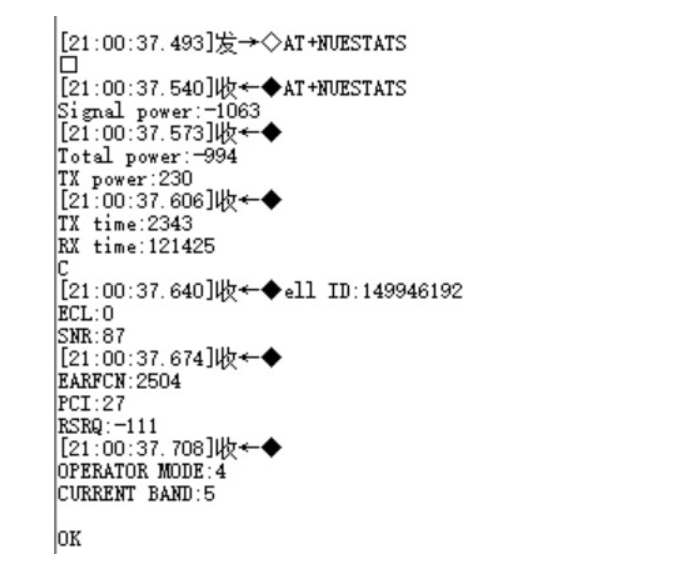 [21:00:37.493]发→◇AT+NUESTATS
□
[21:00:37.540]收←◆AT+NUESTATS
Signal power:-1063
[21:00:37.573]收←◆
Total power:-994
TX power:230
[21:00:37.606]收←◆
TX time:2343
RX time:121425
C
[21:00:37.640]收←◆ell ID:149946192
ECL:0
SNR:87
[21:00:37.674]收←◆
EARFCN:2504
PCI:27
RSRQ:-111
[21:00:37.708]收←◆
OPERATOR MODE:4
CURRENT BAND:5
OK